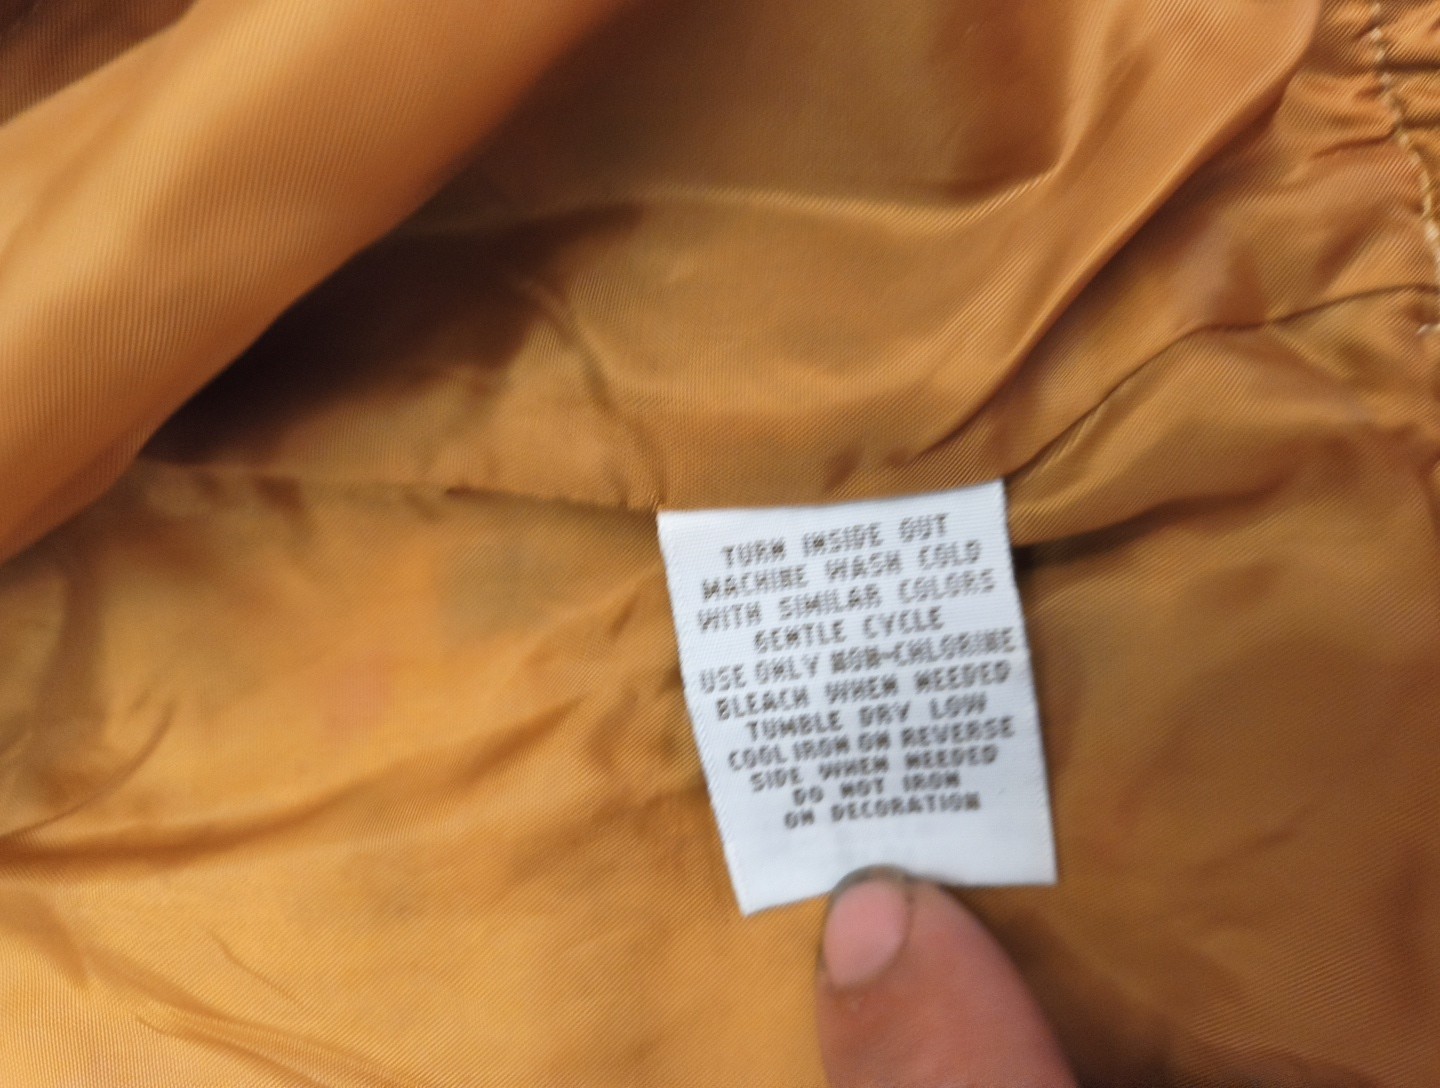 TURN INSIDE OUT
MACHINE WASH COLD
WITH SIMILAR COLORS
GENTLE CYCLE
USE ONLY NON-CHLORINE
BLEACH WHEN NEEDED
TUMBLE DRY LOW
COOL IRON ON REVERSE
SIDE WHEN NEEDED
DO NOT IRON
ON DECORATION